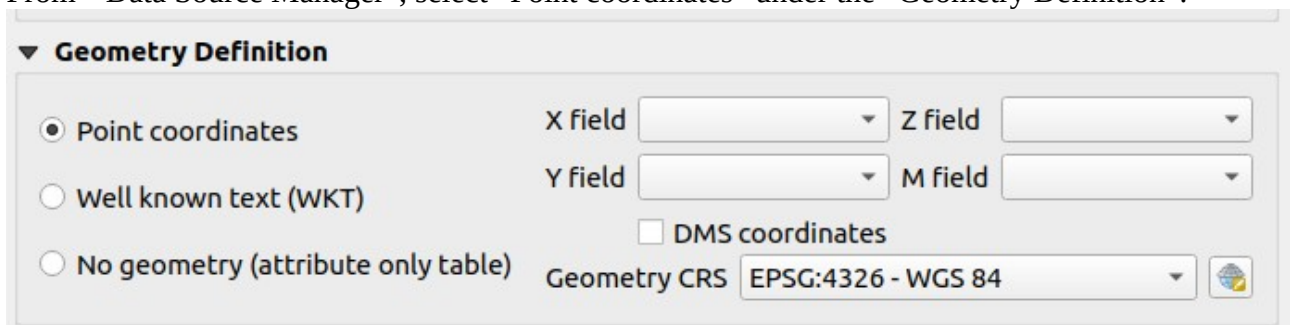 From "Data Source Manager", select "Point coordinates" under the "Geometry Definition".
Geometry Definition
Point coordinates
X field
Z field
Well known text (WKT)
Y field
M field
DMS coordinates
No geometry (attribute only table)
Geometry CRS EPSG:4326 - WGS 84